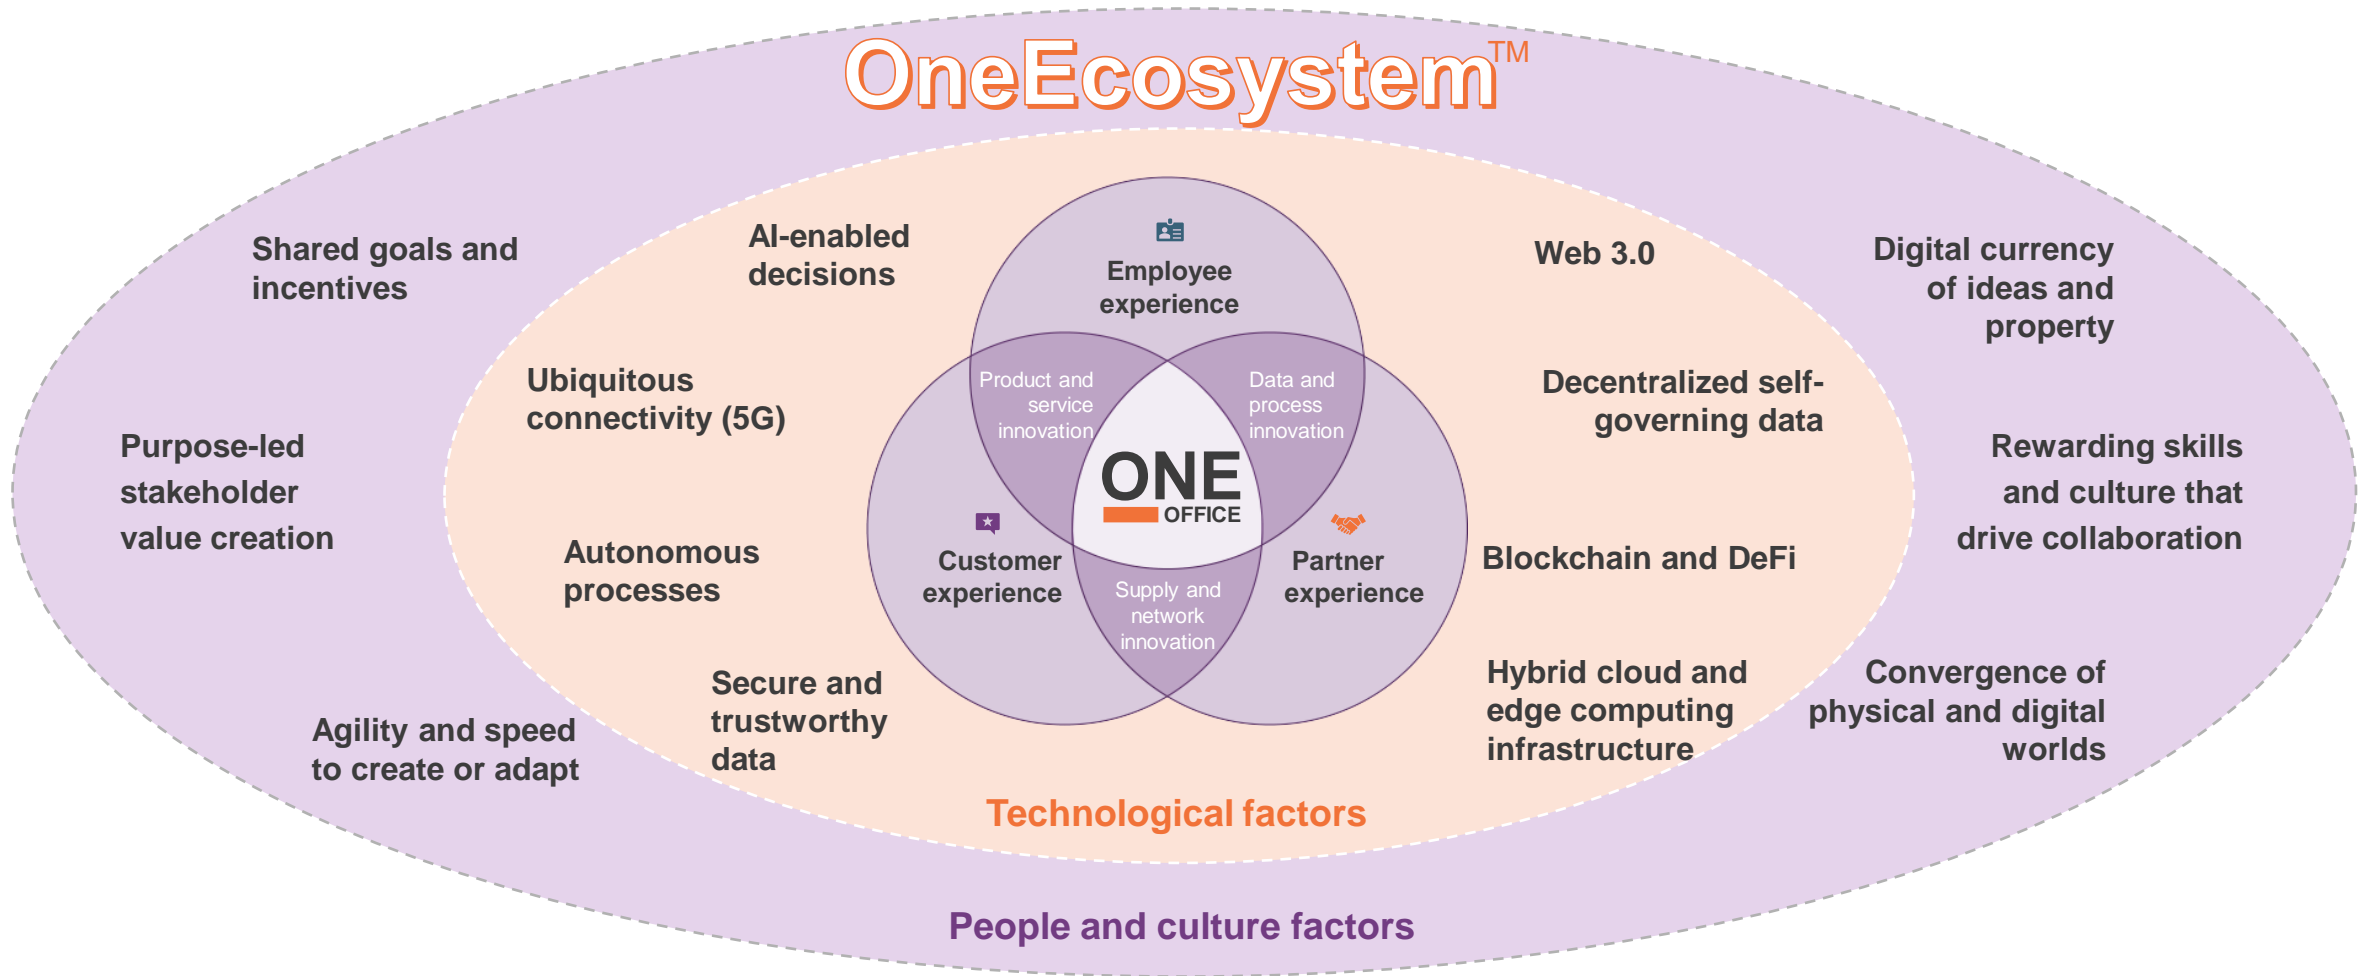 OneEcosystem™
Shared goals and
incentives
Purpose-led
stakeholder
value creation
Agility and speed
to create or adapt
AI-enabled
decisions
Ubiquitous
connectivity (5G)
Autonomous
processes
Secure and
trustworthy
data
Employee
experience
Product and
service
innovation
Data and
process
innovation
ONE
OFFICE
Customer
experience
Partner
experience
Supply and
network
innovation
Web 3.0
Decentralized self-
governing data
Blockchain and DeFi
Hybrid cloud and
edge computing
infrastructure
Digital currency
of ideas and
property
Rewarding skills
and culture that
drive collaboration
Convergence of
physical and digital
worlds
Technological factors
People and culture factors